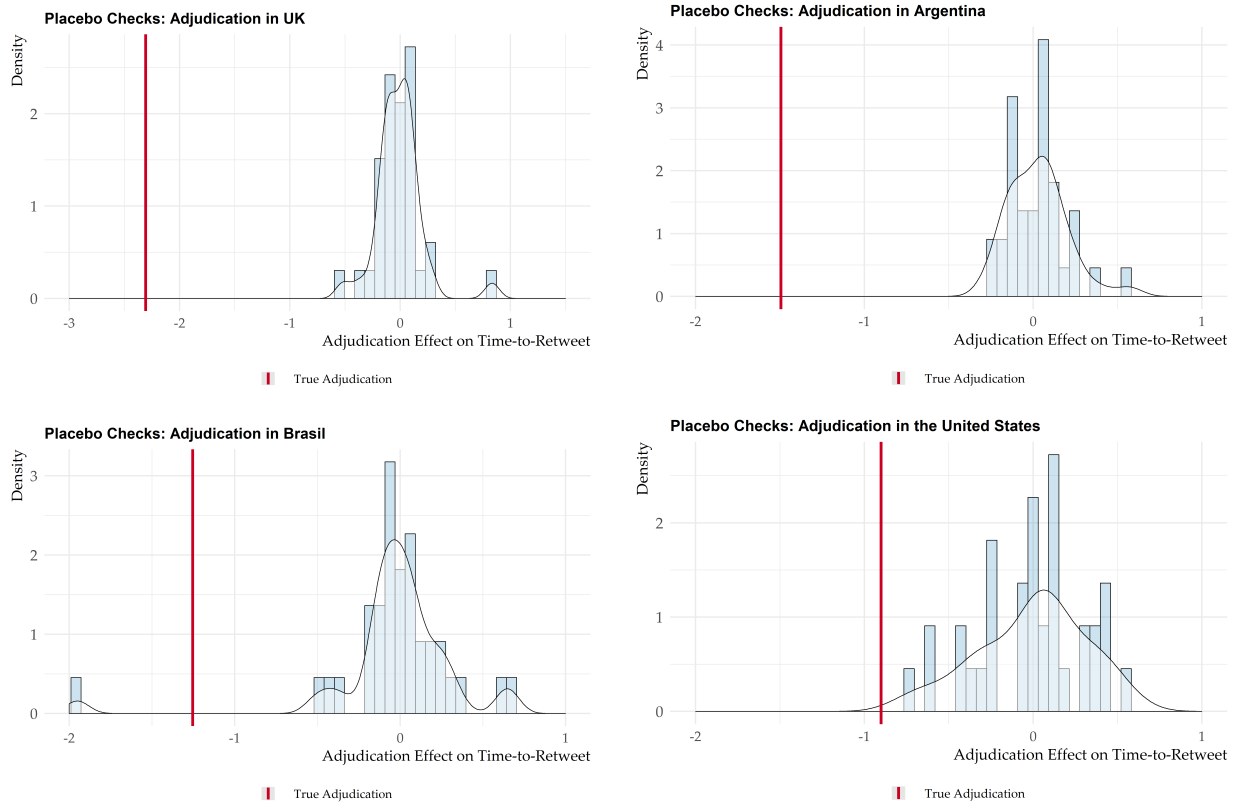 Placebo Checks: Adjudication in UK
Density
2
1
0
-3 -2 -1 0 1
Adjudication Effect on Time-to-Retweet
True Adjudication
Placebo Checks: Adjudication in Argentina
Density
4
3
2
1
0
-2 -1 0 1
Adjudication Effect on Time-to-Retweet
True Adjudication
Placebo Checks: Adjudication in Brasil
Density
3
2
1
0
-2 -1 0 1
Adjudication Effect on Time-to-Retweet
True Adjudication
Placebo Checks: Adjudication in the United States
Density
2
1
0
-2 -1 0 1
Adjudication Effect on Time-to-Retweet
True Adjudication